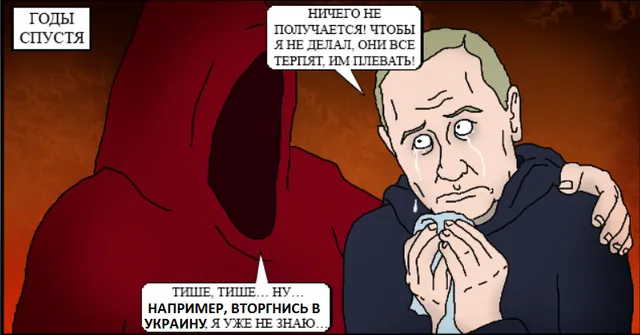 ГОДЫ
СПУСТЯ
НИЧЕГО НЕ
ПОЛУЧАЕТСЯ! ЧТОБЫ
Я НЕ ДЕЛАЛ, ОНИ ВСЕ
ТЕРПЯТ, ИМ ПЛЕВАТЬ!
ТИШЕ, ТИШЕ... НУ...
НАПРИМЕР, ВТОРГНИСЬ В
УКРАИНУ. Я УЖЕ НЕ ЗНАЮ...